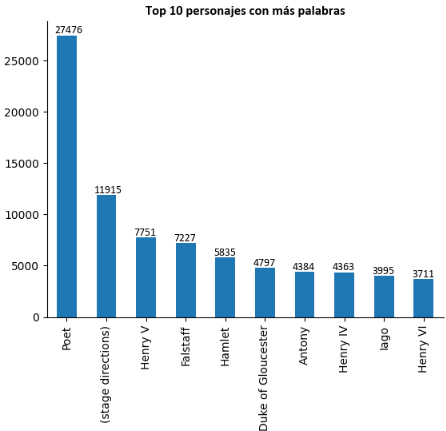 Top 10 personajes con más palabras
27476
11915
7751
7227
5835
4797
4384
4363
3995
3711
25000
20000
15000
10000
5000
0
Poet
(stage directions)
Henry V
Falstaff
Hamlet
Duke of Gloucester
Antony
Henry IV
Iago
Henry VI